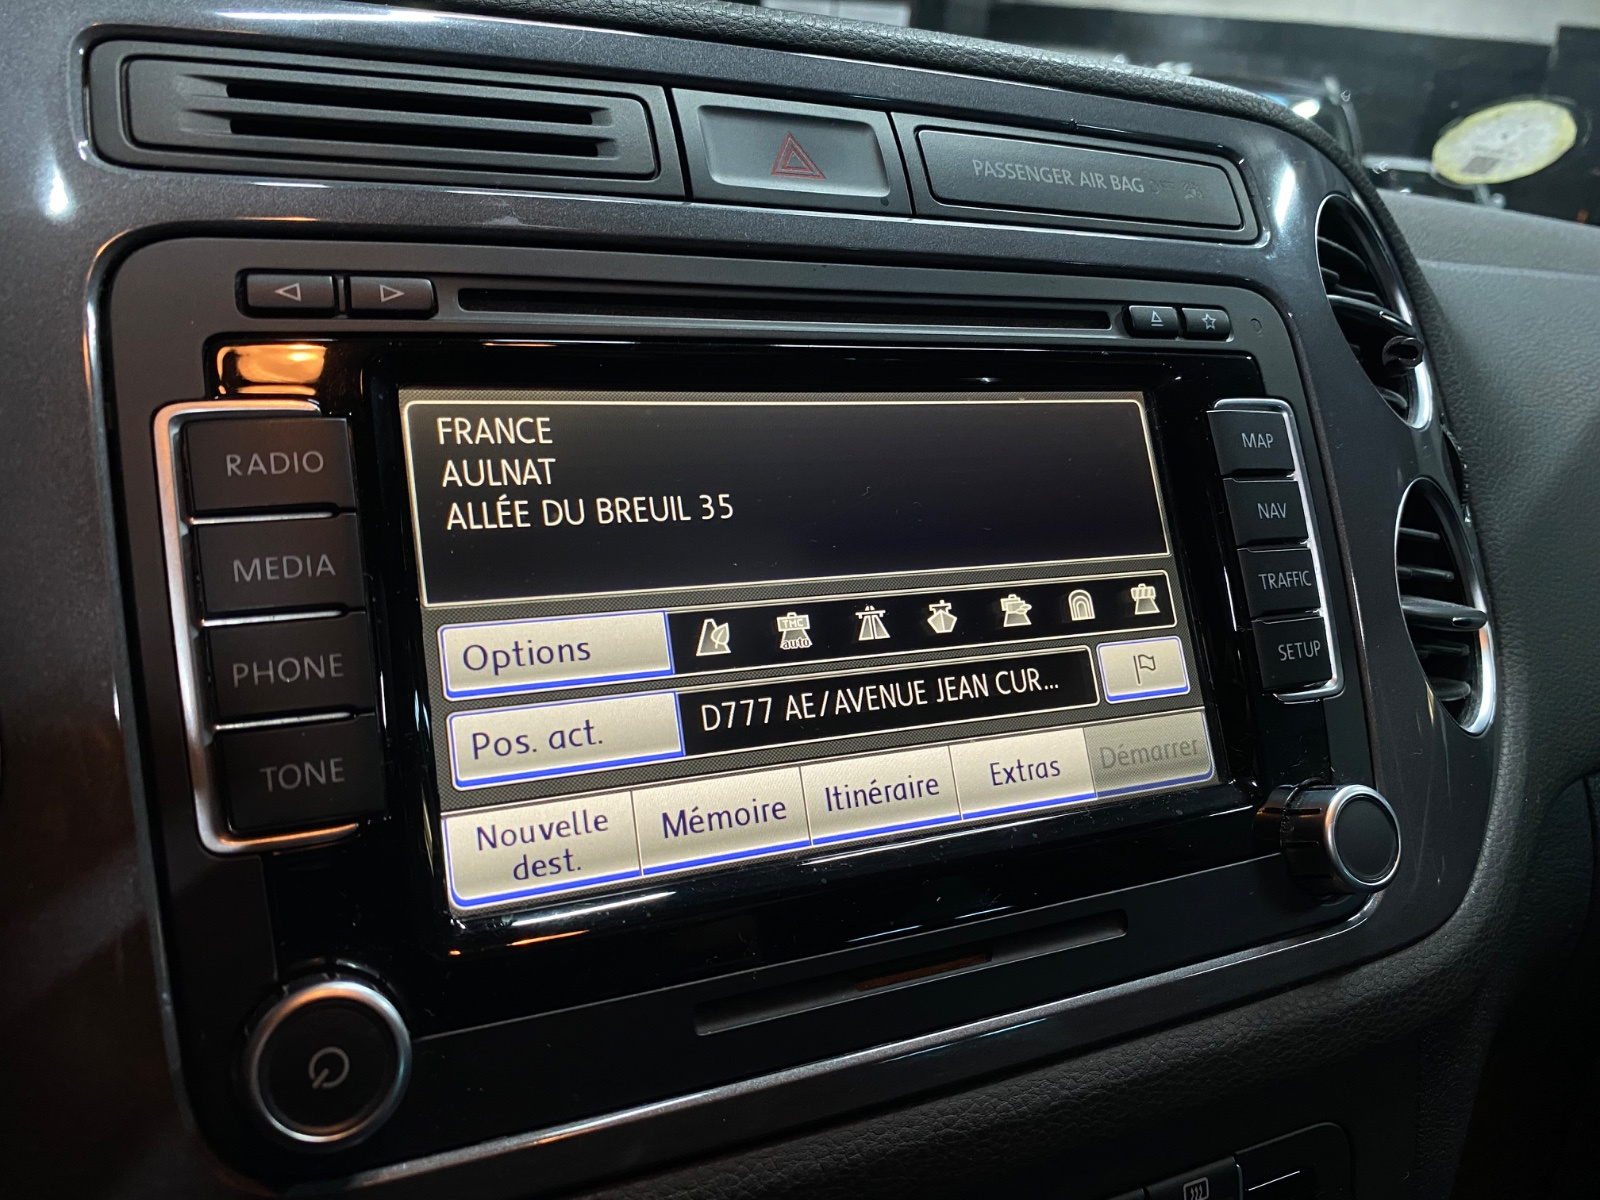 PASSENGER AIR BAG
FRANCE
AULNAT
ALLÉE DU BREUIL 35
RADIO
MEDIA
PHONE
TONE
MAP
NAV
TRAFFIC
SETUP
Options
TMC
auto
Pos. act.
D777 AE/AVENUE JEAN CUR...
Nouvelle
dest.
Mémoire
Itinéraire
Extras
Démarrer